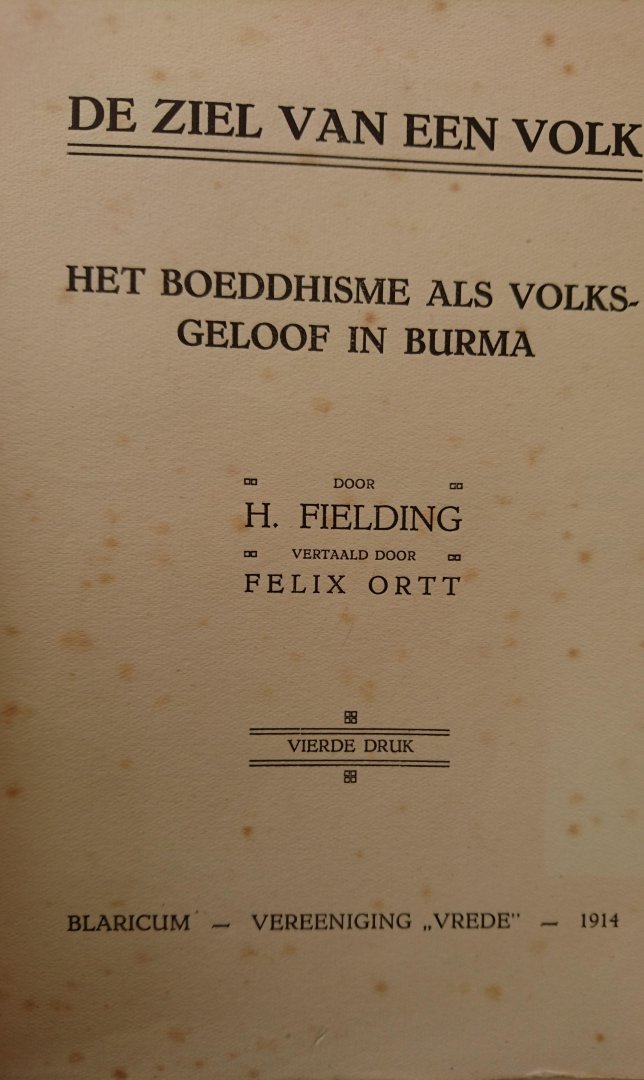 DE ZIEL VAN EEN VOLK
HET BOEDDHISME ALS VOLKS-
GELOOF IN BURMA
DOOR
H. FIELDING
VERTAALD DOOR
FELIX ORTT
VIERDE DRUK
BLARICUM — VEREENIGING „VREDE" — 1914